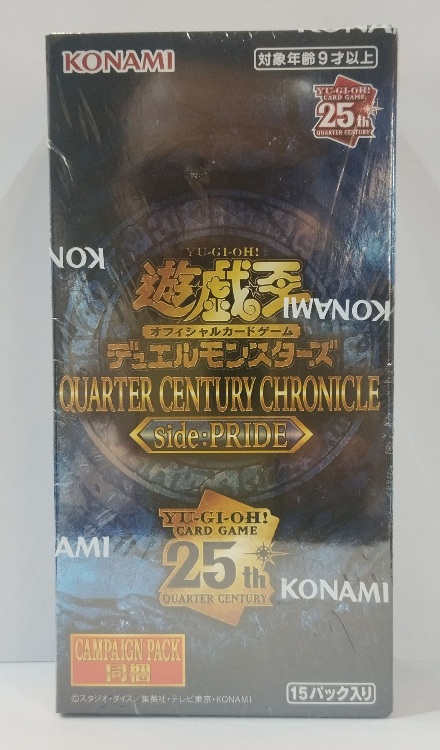 KONAMI
KONAMI
対象年齢9才以上
YU-GI-OH!
CARD GAME
25th
QUARTER CENTURY
KONAMI
YU-GI-OH!
遊戯王
KONAMI
オフィシャルカードゲーム
デュエルモンスターズ
QUARTER CENTURY CHRONICLE
side:PRIDE
YU-GI-OH!
CARD GAME
25th
QUARTER CENTURY
KONAMI
KONAMI
CAMPAIGN PACK
同梱
©スタジオ・ダイス/集英社・テレビ東京・KONAMI
15パック入り